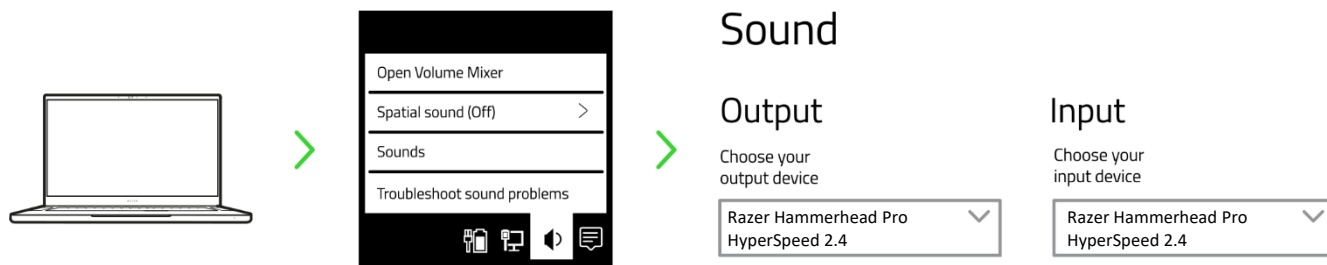 Open Volume Mixer
Spatial sound (Off)
Sounds
Troubleshoot sound problems
Sound
Output
Choose your
output device
Razer Hammerhead Pro
HyperSpeed 2.4
Input
Choose your
input device
Razer Hammerhead Pro
HyperSpeed 2.4